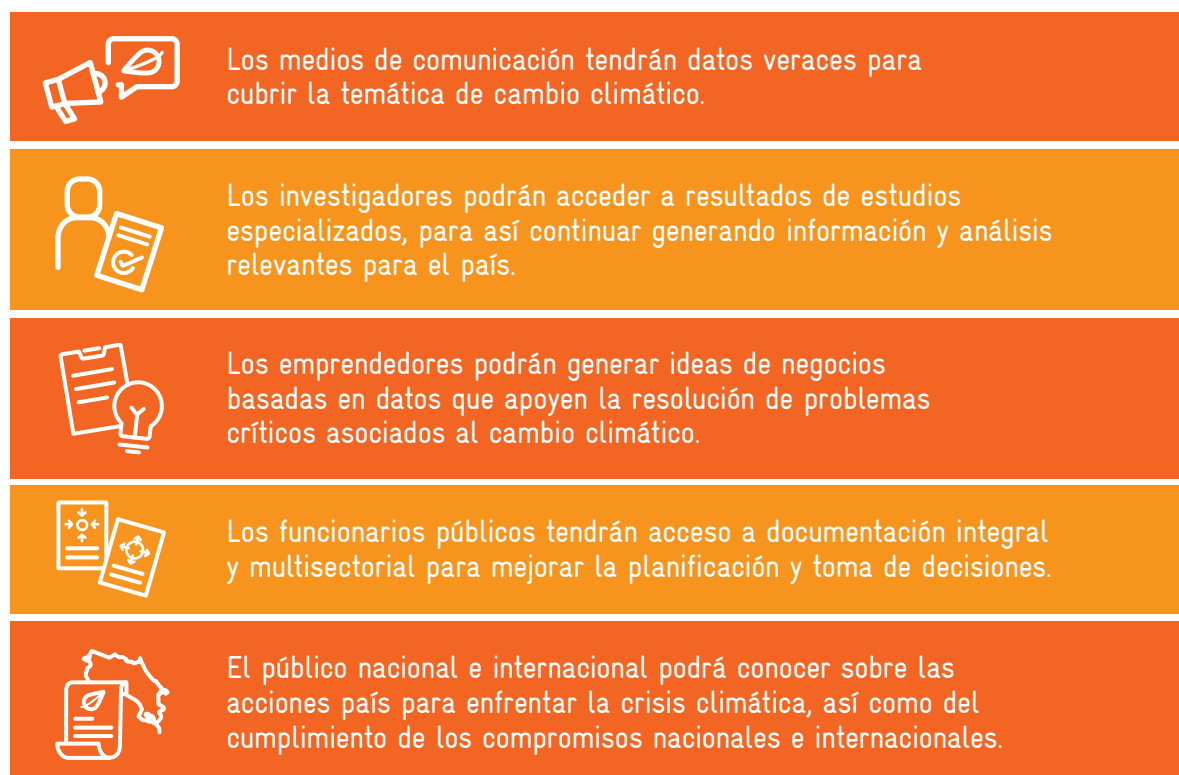 Los medios de comunicación tendrán datos veraces para
cubrir la temática de cambio climático.
Los investigadores podrán acceder a resultados de estudios
especializados, para así continuar generando información y análisis
relevantes para el país.
Los emprendedores podrán generar ideas de negocios
basadas en datos que apoyen la resolución de problemas
críticos asociados al cambio climático.
Los funcionarios públicos tendrán acceso a documentación integral
y multisectorial para mejorar la planificación y toma de decisiones.
El público nacional e internacional podrá conocer sobre las
acciones país para enfrentar la crisis climática, así como del
cumplimiento de los compromisos nacionales e internacionales.